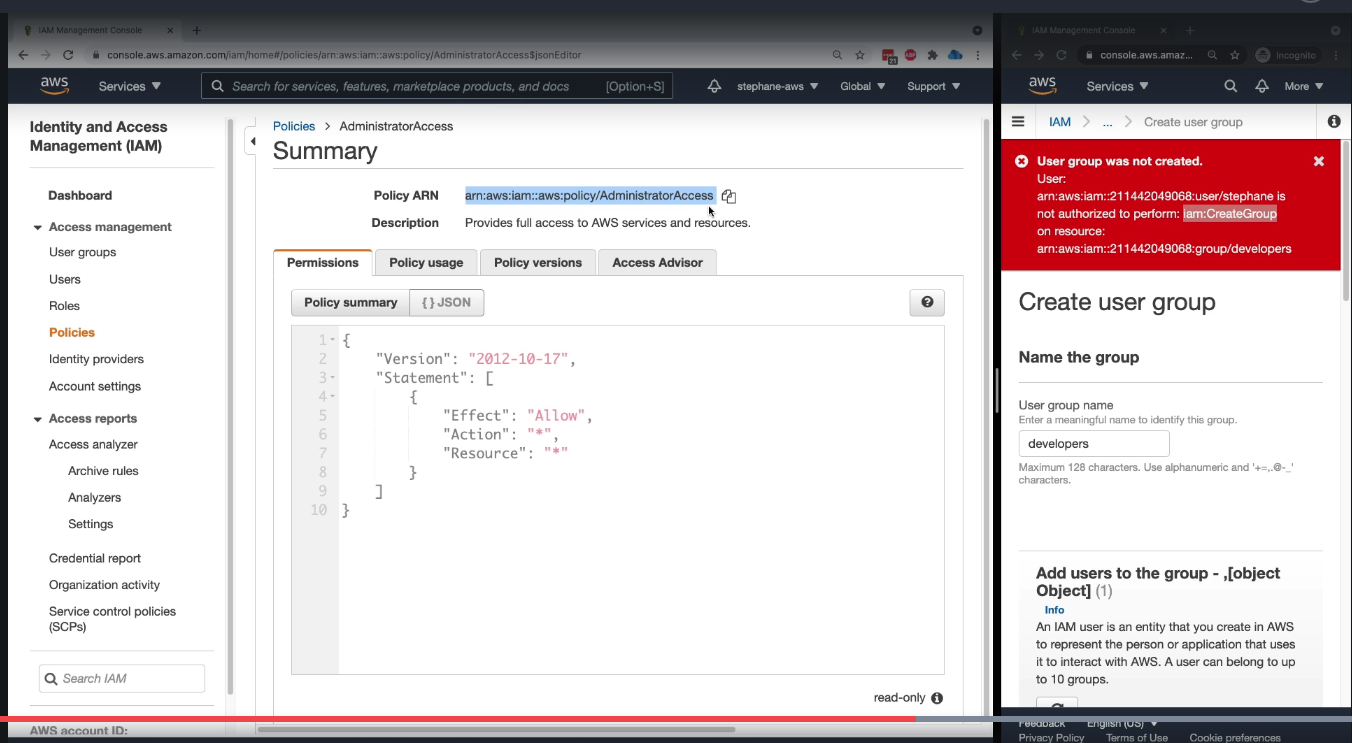 IAM Management Console
console.aws.amazon.com/iam/home#/policies/arn:aws:iam::aws:policy/AdministratorAccess$jsonEditor
21
aws
Services
Search for services, features, marketplace products, and docs
[Option+S]
stephane-aws
Global
Support
Identity and Access
Management (IAM)
Dashboard
Access management
User groups
Users
Roles
Policies
Identity providers
Account settings
Access reports
Access analyzer
Archive rules
Analyzers
Settings
Credential report
Organization activity
Service control policies
(SCPs)
Search IAM
AWS account ID:
Policies > AdministratorAccess
Summary
Policy ARN arn:aws:iam::aws:policy/AdministratorAccess
Description Provides full access to AWS services and resources.
Permissions
Policy usage
Policy versions
Access Advisor
Policy summary
{ } JSON
1 {
2 "Version": "2012-10-17",
3 "Statement": [
4 {
5 "Effect": "Allow",
6 "Action": "*",
7 "Resource": "*"
8 }
9 ]
10 }
read-only
IAM Management Console
console.aws.amaz...
Incognito
aws
Services
More
IAM > ... > Create user group
User group was not created.
User:
arn:aws:iam::211442049068:user/stephane is
not authorized to perform: iam:CreateGroup
on resource:
arn:aws:iam::211442049068:group/developers
Create user group
Name the group
User group name
Enter a meaningful name to identify this group.
developers
Maximum 128 characters. Use alphanumeric and '+=,.@-_'
characters.
Add users to the group - ,[object
Object] (1)
Info
An IAM user is an entity that you create in AWS
to represent the person or application that uses
it to interact with AWS. A user can belong to up
to 10 groups.
Feedback
English (US)
Privacy Policy
Terms of Use
Cookie preferences